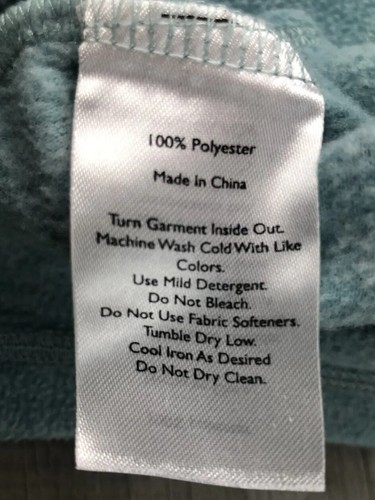 100% Polyester
Made In China
Turn Garment Inside Out.
Machine Wash Cold With Like
Colors.
Use Mild Detergent.
Do Not Bleach.
Do Not Use Fabric Softeners.
Tumble Dry Low.
Cool Iron As Desired
Do Not Dry Clean.